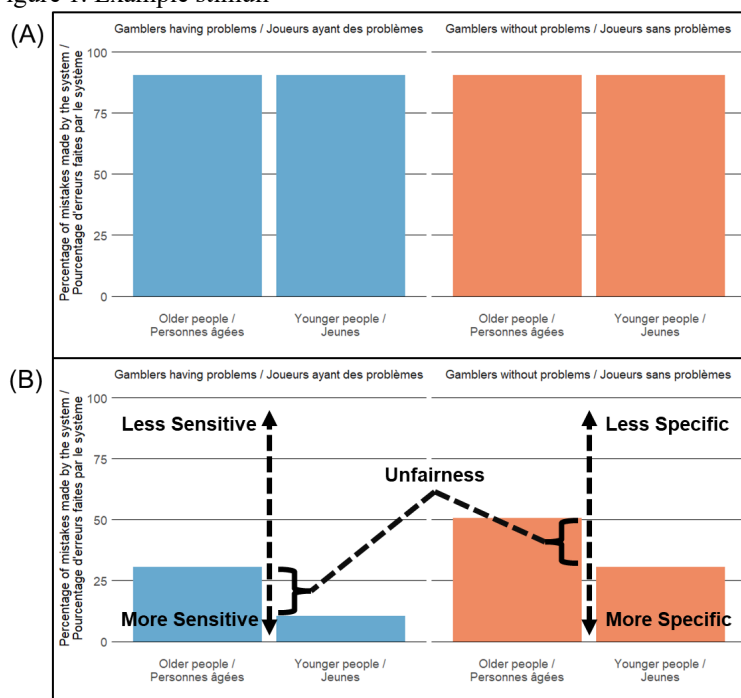 Figure 1. Example stimuli
(A)
Gamblers having problems / Joueurs ayant des problèmes
Gamblers without problems / Joueurs sans problèmes
Percentage of mistakes made by the system /
Pourcentage d'erreurs faites par le système
100
75
50
25
0
Older people /
Personnes âgées
Younger people /
Jeunes
Older people /
Personnes âgées
Younger people /
Jeunes
(B)
Gamblers having problems / Joueurs ayant des problèmes
Gamblers without problems / Joueurs sans problèmes
Percentage of mistakes made by the system /
Pourcentage d'erreurs faites par le système
100
75
50
25
0
Less Sensitive
Less Specific
Unfairness
More Sensitive
More Specific
Older people /
Personnes âgées
Younger people /
Jeunes
Older people /
Personnes âgées
Younger people /
Jeunes